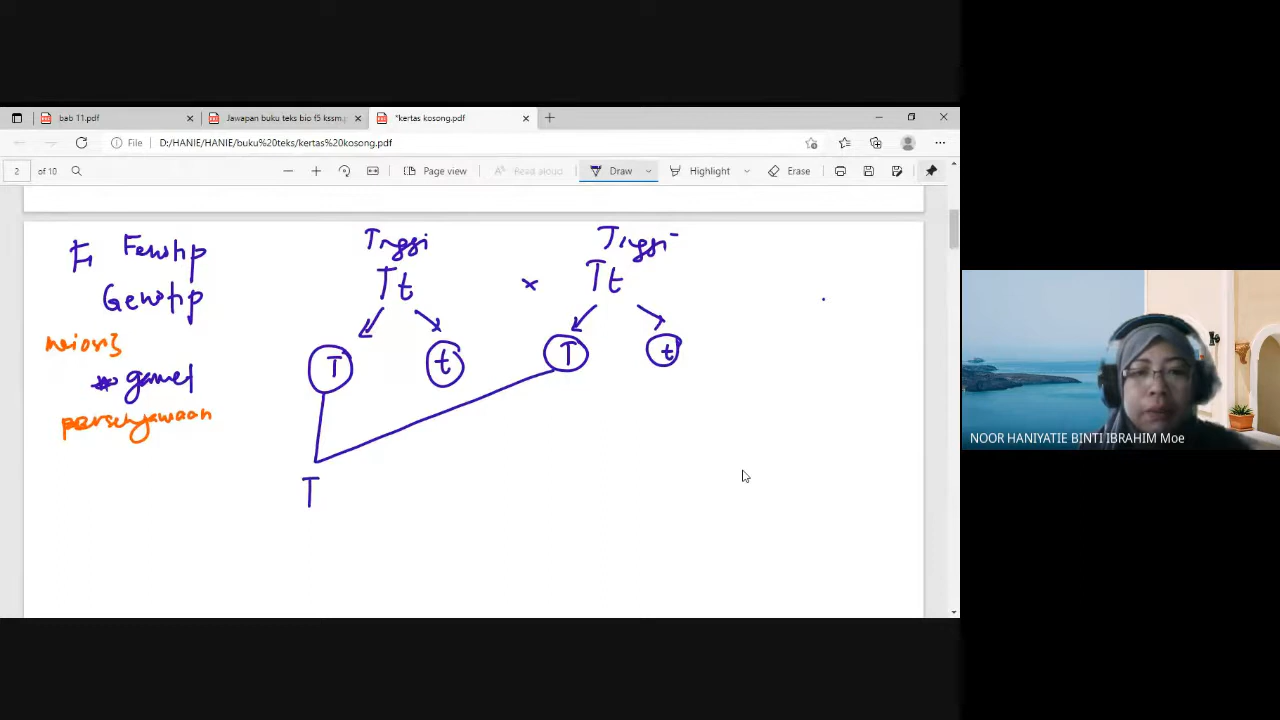 bab 11.pdf
Jawapan buku teks bio f5 kssm.
*kertas kosong.pdf
File D:/HANIE/HANIE/buku%20teks/kertas%20kosong.pdf
2 of 10 Page view Read aloud Draw Highlight Erase
Tinggi Tinggi
F1 Fenotip
Genotip Tt x Tt
meiosis T t T t
gamet
persenyawaan
T
NOOR HANIYATIE BINTI IBRAHIM Moe